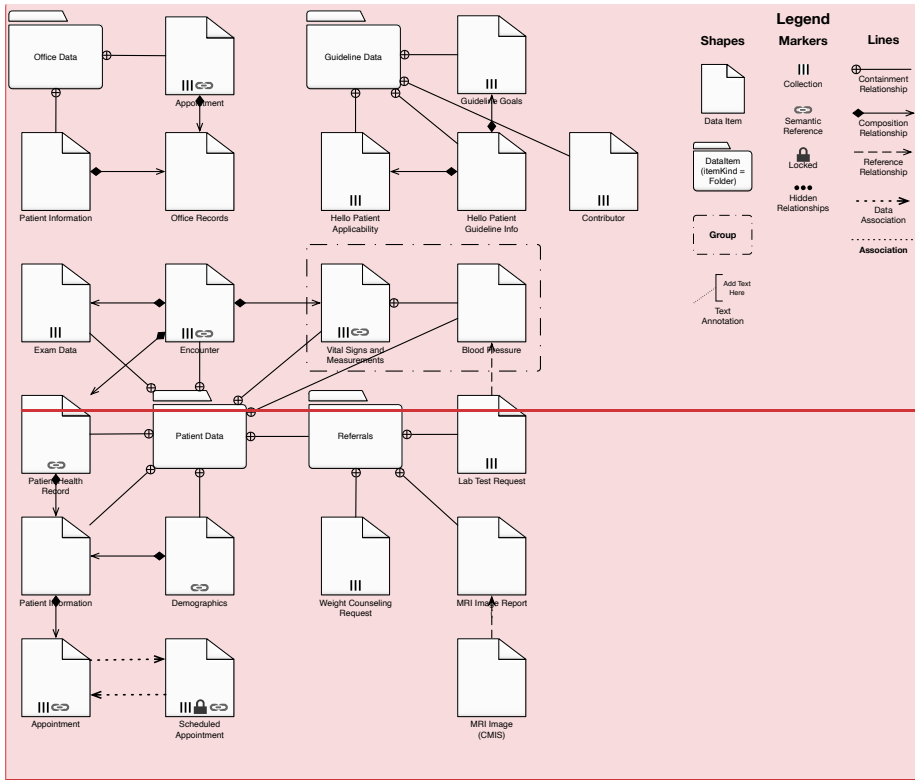 Legend
Shapes
Markers
Lines
Office Data
Appointment
Guideline Data
Guideline Goals
Data Item
Collection
Containment
Relationship
Semantic
Reference
Composition
Relationship
Patient Information
Office Records
Hello Patient
Applicability
Hello Patient
Guideline Info
Contributor
DataItem
(itemKind =
Folder)
Locked
Reference
Relationship
Hidden
Relationships
Data
Association
Group
Association
Add Text
Here
Text
Annotation
Exam Data
Encounter
Vital Signs and
Measurements
Blood Pressure
Patient Health
Record
Patient Data
Referrals
Lab Test Request
Patient Information
Demographics
Weight Counseling
Request
MRI Image Report
Appointment
Scheduled
Appointment
MRI Image
(CMIS)